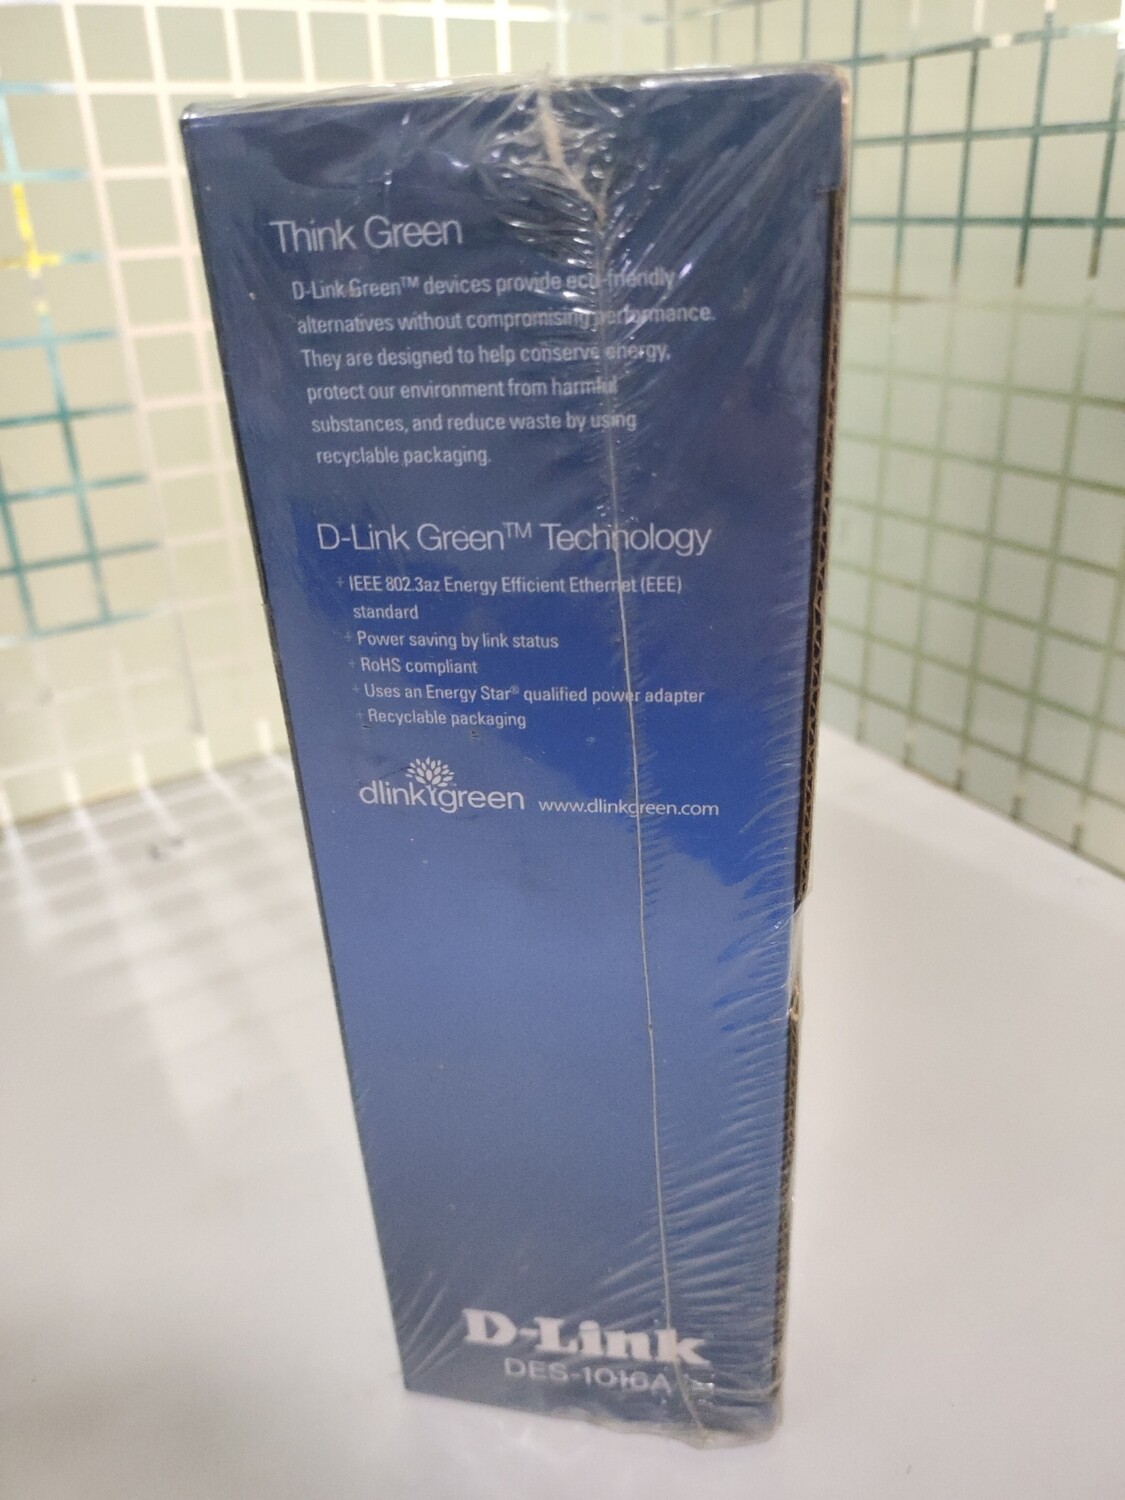 Think Green
D-Link Green™ devices provide eco-friendly
alternatives without compromising performance.
They are designed to help conserve energy,
protect our environment from harmful
substances, and reduce waste by using
recyclable packaging.
D-Link Green™ Technology
+ IEEE 802.3az Energy Efficient Ethernet (EEE)
standard
+ Power saving by link status
+ RoHS compliant
+ Uses an Energy Star® qualified power adapter
+ Recyclable packaging
dlinkgreen www.dlinkgreen.com
D-Link
DES-1016A